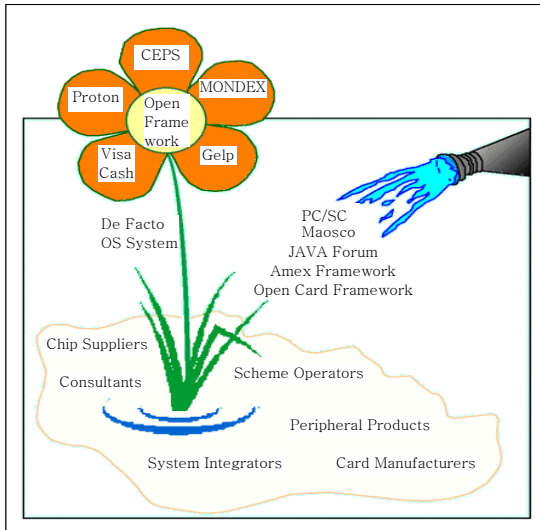 CEPS
Proton
MONDEX
Open
Frame
work
Visa
Cash
Gelp
De Facto
OS System
PC/SC
Maosco
JAVA Forum
Amex Framework
Open Card Framework
Chip Suppliers
Consultants
Scheme Operators
Peripheral Products
System Integrators
Card Manufacturers